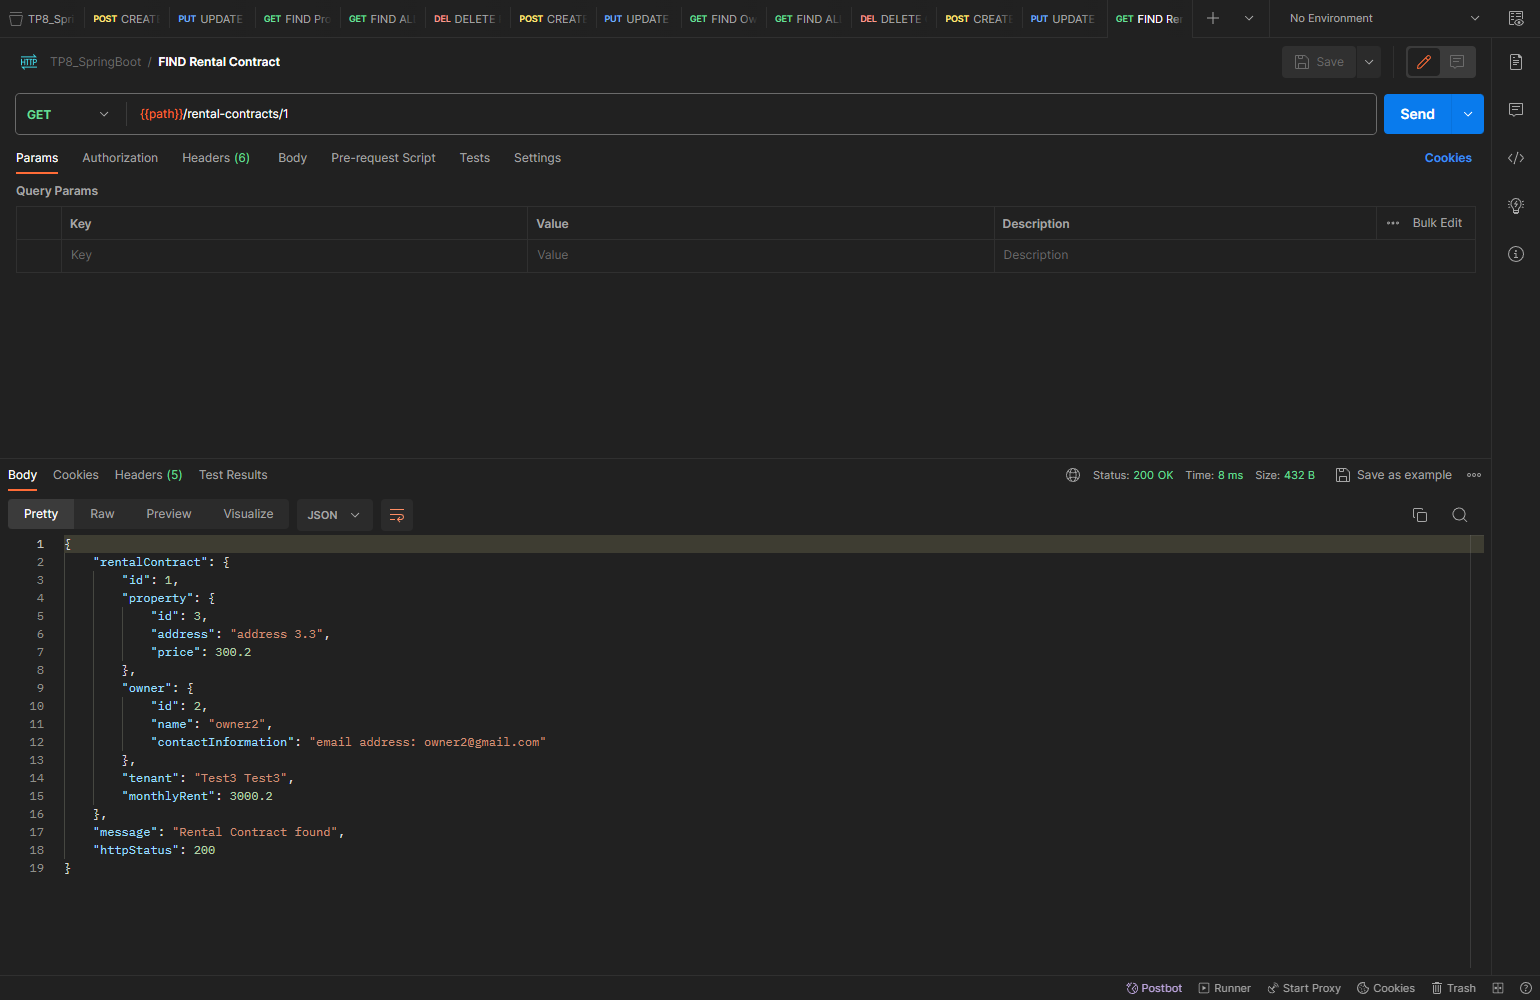 TP8_Spri POST CREATE PUT UPDATE GET FIND Pro GET FIND ALL DEL DELETE POST CREATE PUT UPDATE GET FIND Ow GET FIND ALL DEL DELETE POST CREATE PUT UPDATE GET FIND Re No Environment
HTTP TP8_SpringBoot / FIND Rental Contract Save
GET {{path}}/rental-contracts/1 Send
Params Authorization Headers (6) Body Pre-request Script Tests Settings Cookies
Query Params
Key Value Description Bulk Edit
Key Value Description
Body Cookies Headers (5) Test Results Status: 200 OK Time: 8 ms Size: 432 B Save as example
Pretty Raw Preview Visualize JSON
1 {
2 "rentalContract": {
3 "id": 1,
4 "property": {
5 "id": 3,
6 "address": "address 3.3",
7 "price": 300.2
8 },
9 "owner": {
10 "id": 2,
11 "name": "owner2",
12 "contactInformation": "email address: owner2@gmail.com"
13 },
14 "tenant": "Test3 Test3",
15 "monthlyRent": 3000.2
16 },
17 "message": "Rental Contract found",
18 "httpStatus": 200
19 }
Postbot Runner Start Proxy Cookies Trash